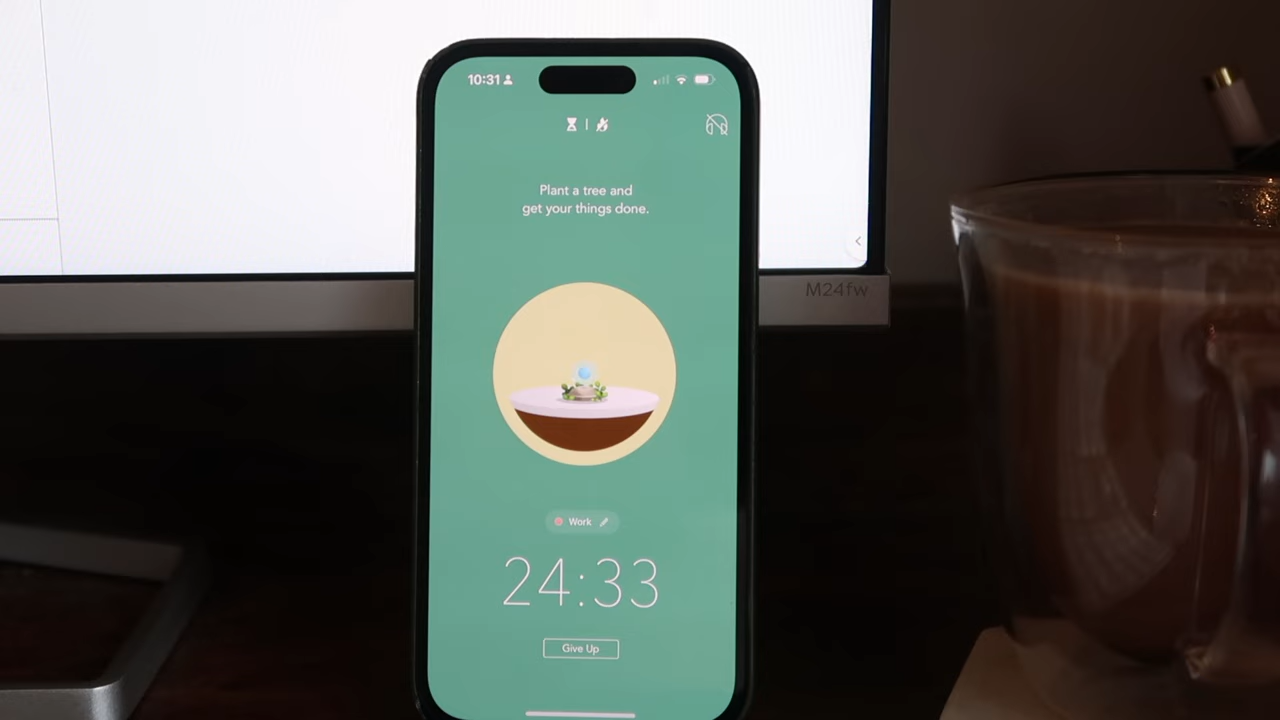 10:31
Plant a tree and
get your things done.
M24fw
Work
24:33
Give Up